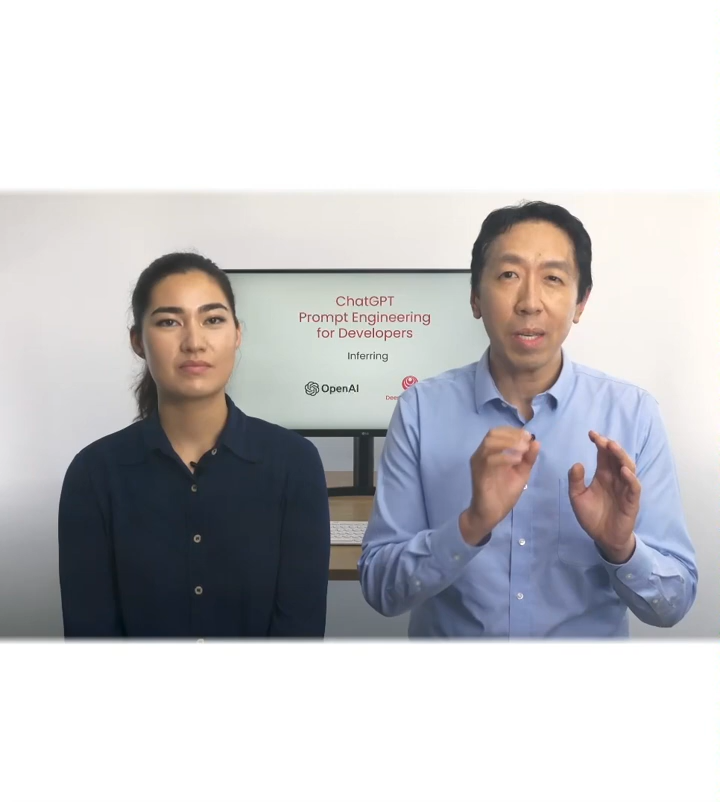 ChatGPT
Prompt Engineering
for Developers
Inferring
OpenAI